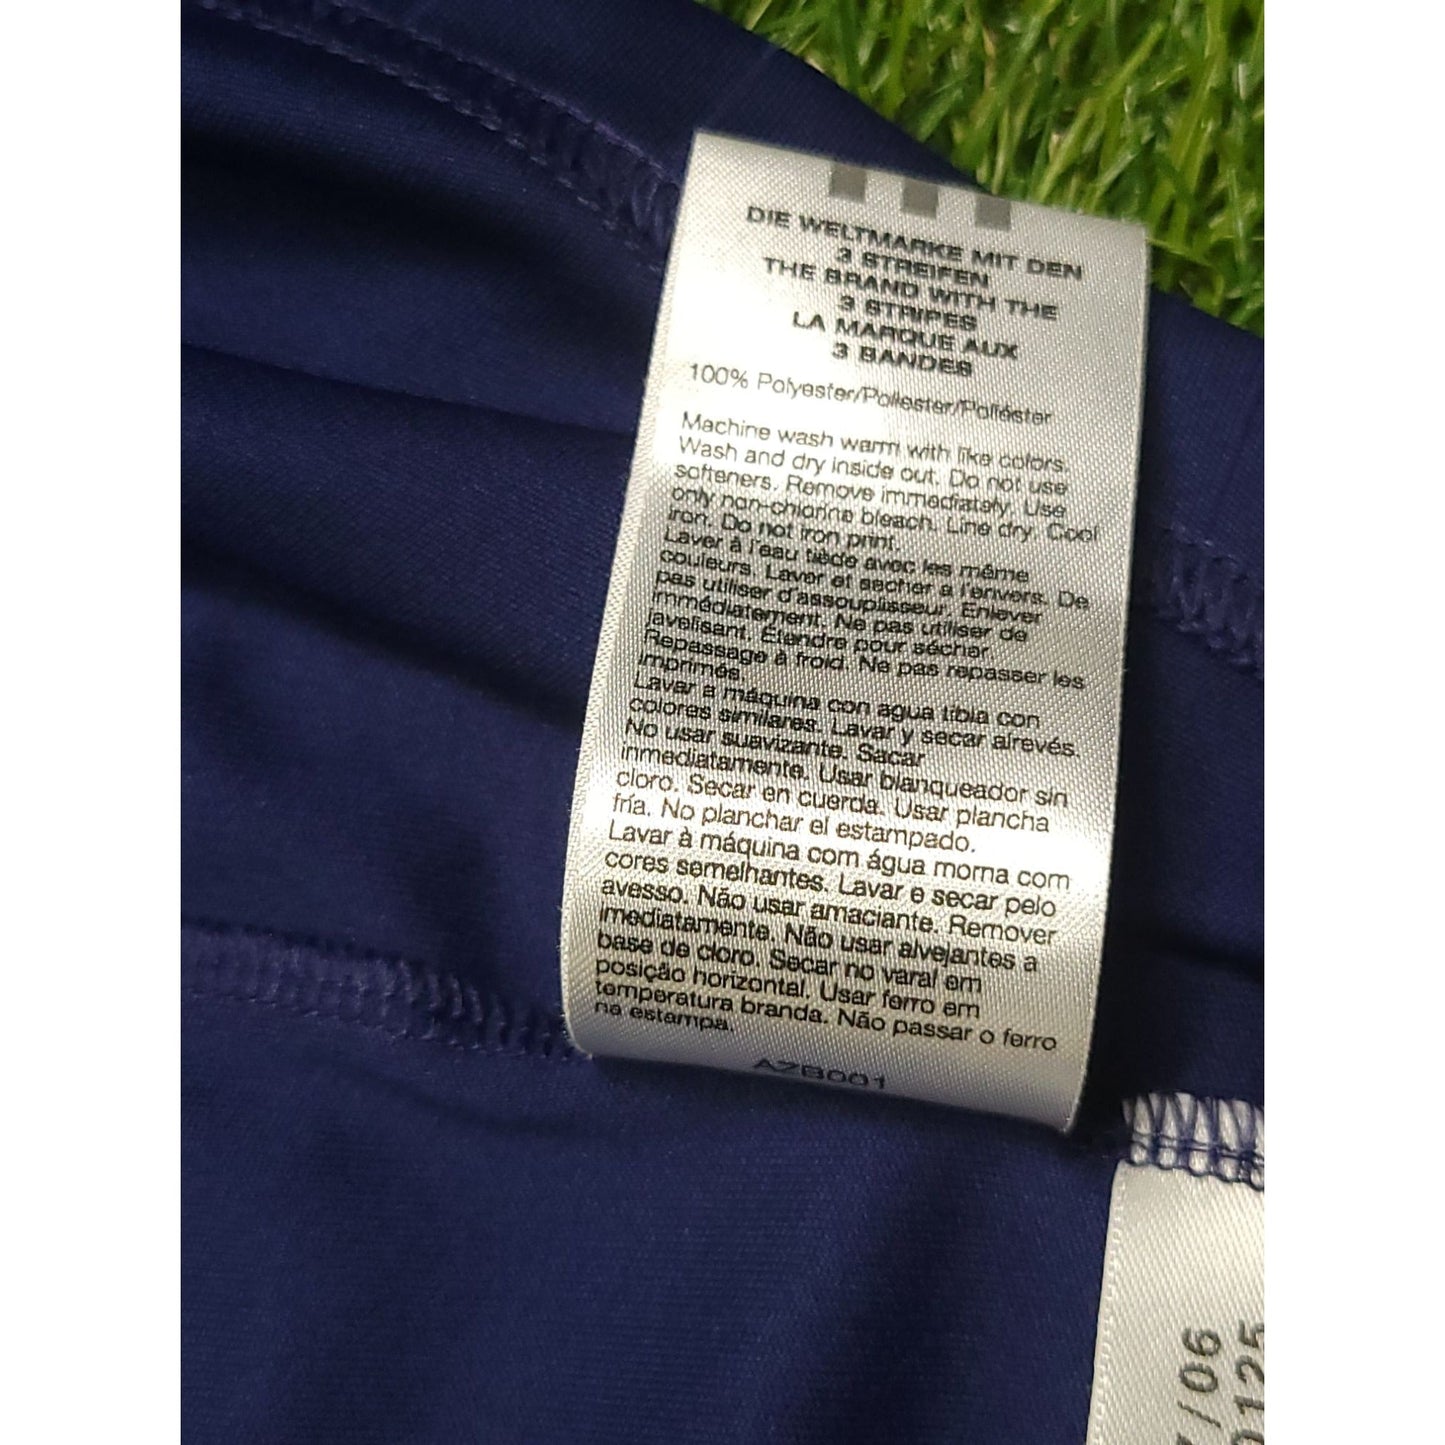 DIE WELTMARKE MIT DEN
3 STREIFEN
THE BRAND WITH THE
3 STRIPES
LA MARQUE AUX
3 BANDES
100% Polyester/Poliester/Poliéster
Machine wash warm with like colors.
Wash and dry inside out. Do not use
softeners. Remove immediately. Use
only non-chlorine bleach. Line dry. Cool
iron. Do not iron print.
Laver à l'eau tiède avec les même
couleurs. Laver et sécher a l'envers. De
pas utiliser d'assouplisseur. Enlever
immédiatement. Ne pas utiliser de
javelisant. Étendre pour sécher.
Repassage à froid. Ne pas repasser les
imprimés.
Lavar a máquina con agua tibia con
colores similares. Lavar y secar alrevés.
No usar suavizante. Sacar
inmediatamente. Usar blanqueador sin
cloro. Secar en cuerda. Usar plancha
fría. No planchar el estampado.
Lavar à máquina com água morna com
cores semelhantes. Lavar e secar pelo
avesso. Não usar amaciante. Remover
imediatamente. Não usar alvejantes a
base de cloro. Secar no varal em
posição horizontal. Usar ferro em
temperatura branda. Não passar o ferro
na estampa.
AZB001
/06
0125